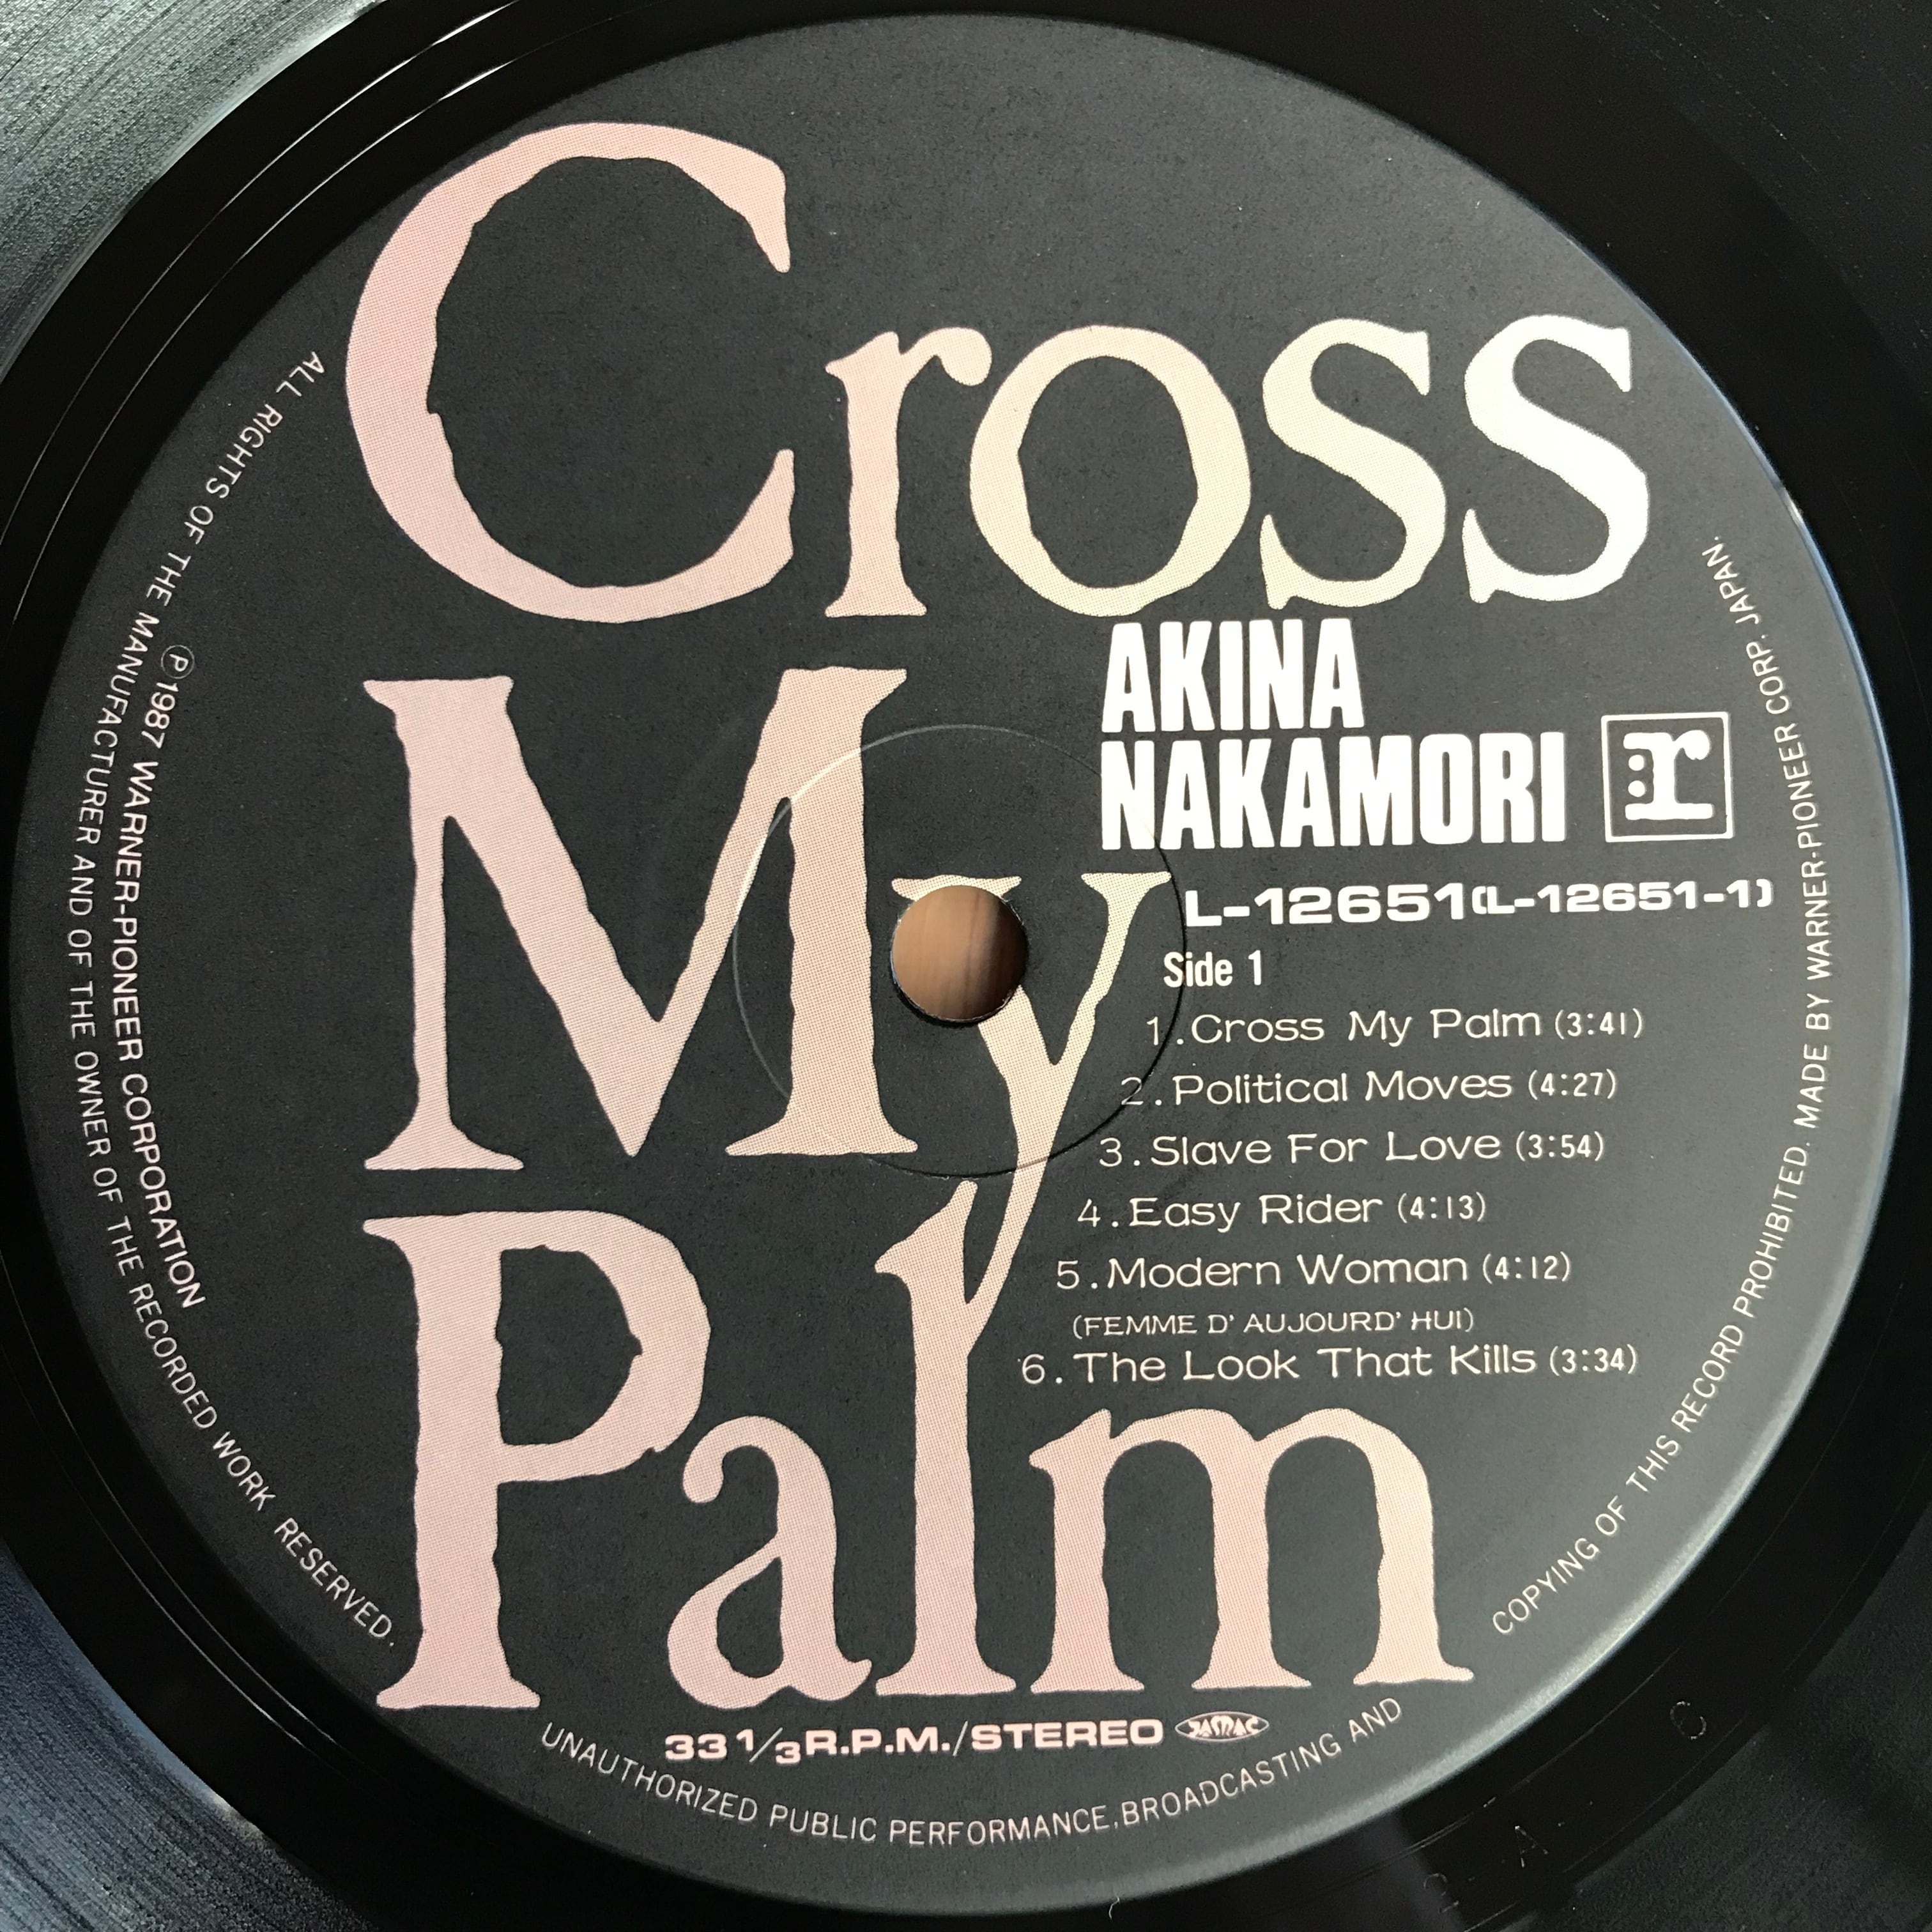 Cross
My
Palm
AKINA
NAKAMORI
r
L-12651(L-12651-1)
Side 1
1.Cross My Palm (3:41)
2.Political Moves (4:27)
3.Slave For Love (3:54)
4.Easy Rider (4:13)
5.Modern Woman (4:12)
(FEMME D' AUJOURD' HUI)
6.The Look That Kills (3:34)
33 1/3 R.P.M./STEREO JASRAC
ALL RIGHTS OF THE MANUFACTURER AND OF THE OWNER OF THE RECORDED WORK RESERVED.
Ⓟ1987 WARNER-PIONEER CORPORATION
UNAUTHORIZED PUBLIC PERFORMANCE,BROADCASTING AND
COPYING OF THIS RECORD PROHIBITED. MADE BY WARNER-PIONEER CORP. JAPAN.